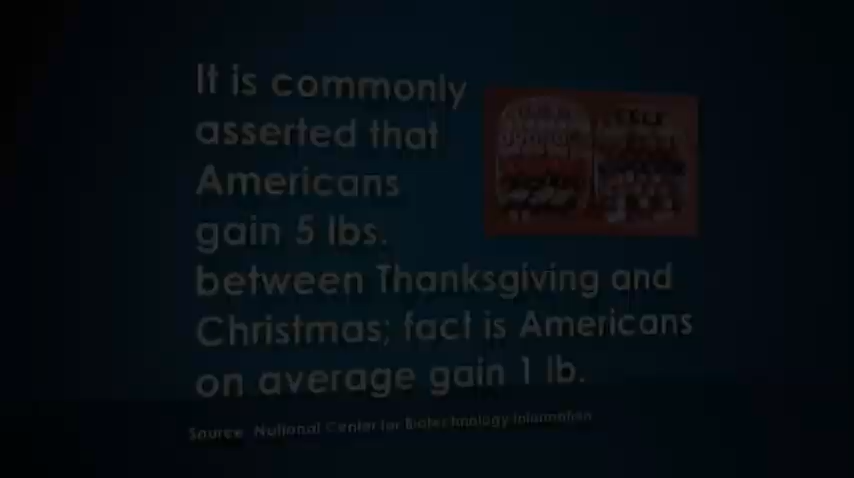 It is commonly
asserted that
Americans
gain 5 lbs.
between Thanksgiving and
Christmas; fact is Americans
on average gain 1 lb.
Source: National Center for Biotechnology Information